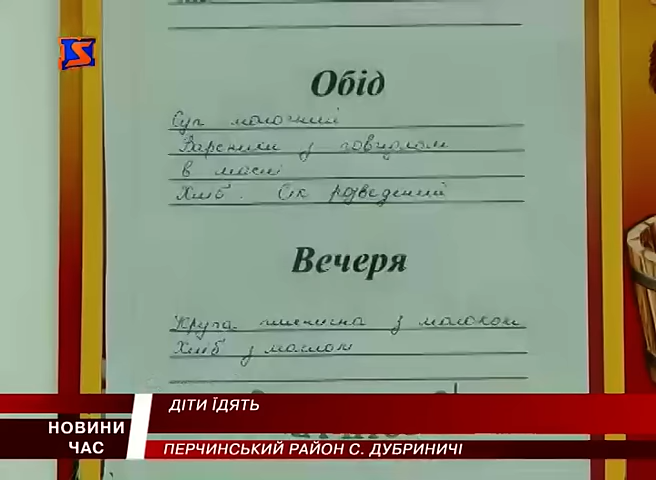 Обід
Суп молочний
Вареники з
в маслі
Хліб. Сік розведений
Вечеря
Крупа пшенична з молоком
Хліб з маслом
ДІТИ ЇДЯТЬ
НОВИНИ
ЧАС
ПЕРЧИНСЬКИЙ РАЙОН С. ДУБРИНИЧІ